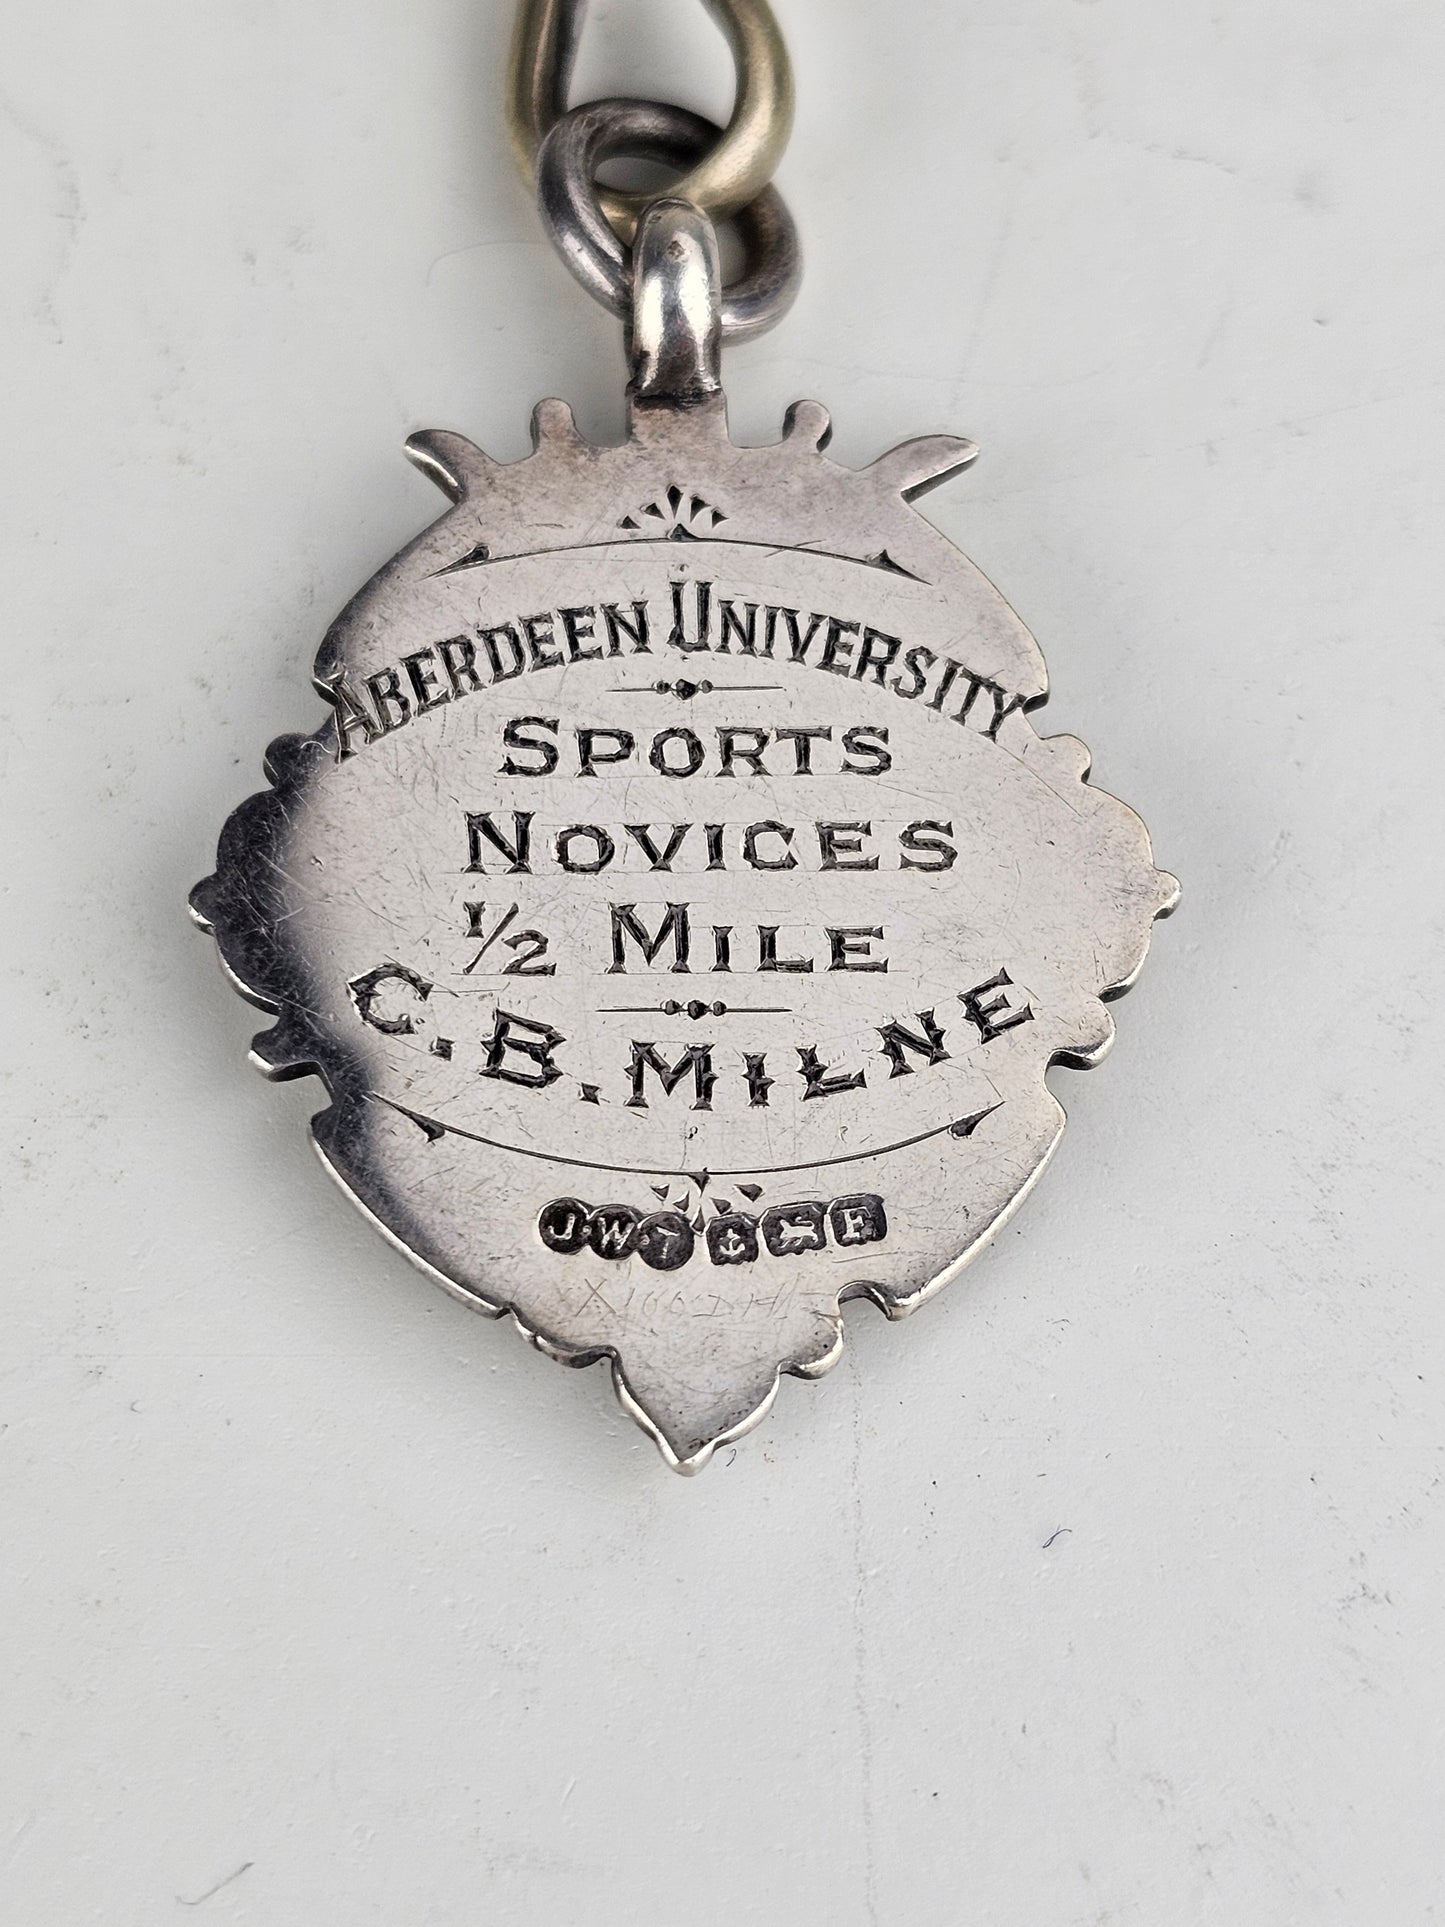 ABERDEEN UNIVERSITY
SPORTS
NOVICES
1/2 MILE
C.B. MILNE
J.W.T F